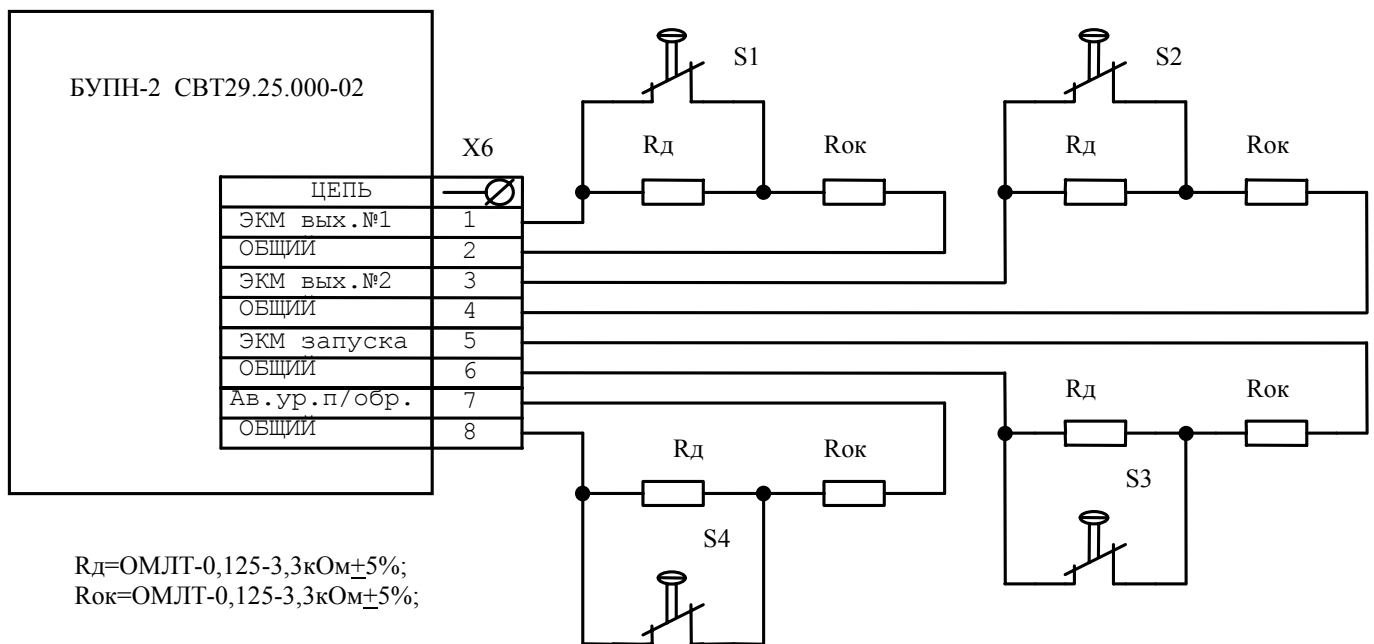 БУПН-2 СВТ29.25.000-02
X6
ЦЕПЬ
ЭКМ вых.№1 1
ОБЩИЙ 2
ЭКМ вых.№2 3
ОБЩИЙ 4
ЭКМ запуска 5
ОБЩИЙ 6
Ав.ур.п/обр. 7
ОБЩИЙ 8
S1
Rд Rок
S2
Rд Rок
Rд Rок
S3
Rд Rок
S4
Rд=ОМЛТ-0,125-3,3кОм±5%;
Rок=ОМЛТ-0,125-3,3кОм±5%;